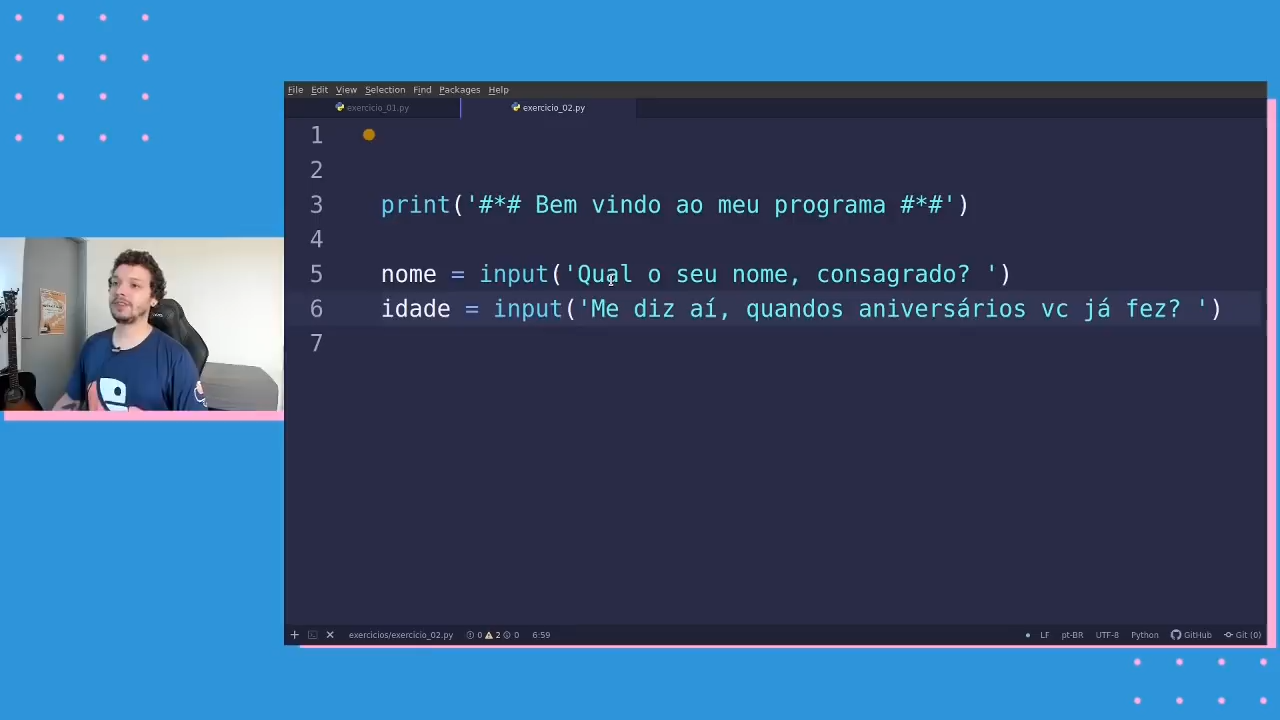 File Edit View Selection Find Packages Help
exercicio_01.py exercicio_02.py
1
2
3 print('#*# Bem vindo ao meu programa #*#')
4
5 nome = input('Qual o seu nome, consagrado? ')
6 idade = input('Me diz aí, quandos aniversários vc já fez? ')
7
exercicios/exercicio_02.py 0 2 0 6:59 LF pt-BR UTF-8 Python GitHub Git (0)